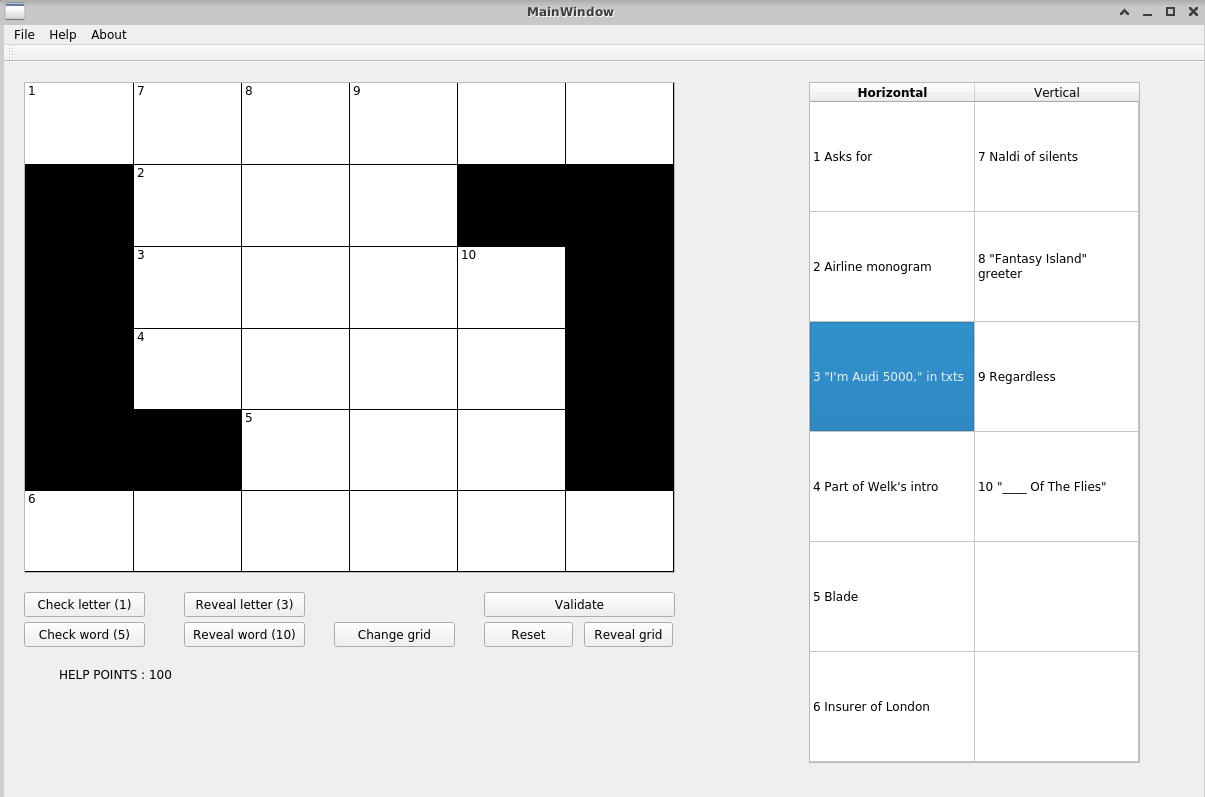 MainWindow
File Help About
1 7 8 9
2
3 10
4
5
6
Check letter (1) Reveal letter (3) Validate
Check word (5) Reveal word (10) Change grid Reset Reveal grid
HELP POINTS : 100
Horizontal Vertical
1 Asks for 7 Naldi of silents
2 Airline monogram 8 "Fantasy Island"
greeter
3 "I'm Audi 5000," in txts 9 Regardless
4 Part of Welk's intro 10 "____ Of The Flies"
5 Blade
6 Insurer of London